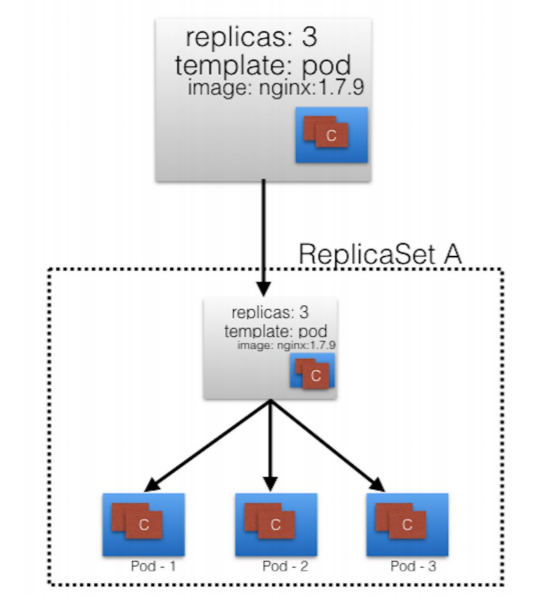 replicas: 3
template: pod
image: nginx:1.7.9
C
ReplicaSet A
replicas: 3
template: pod
image: nginx:1.7.9
C
C
C
C
Pod - 1
Pod - 2
Pod - 3